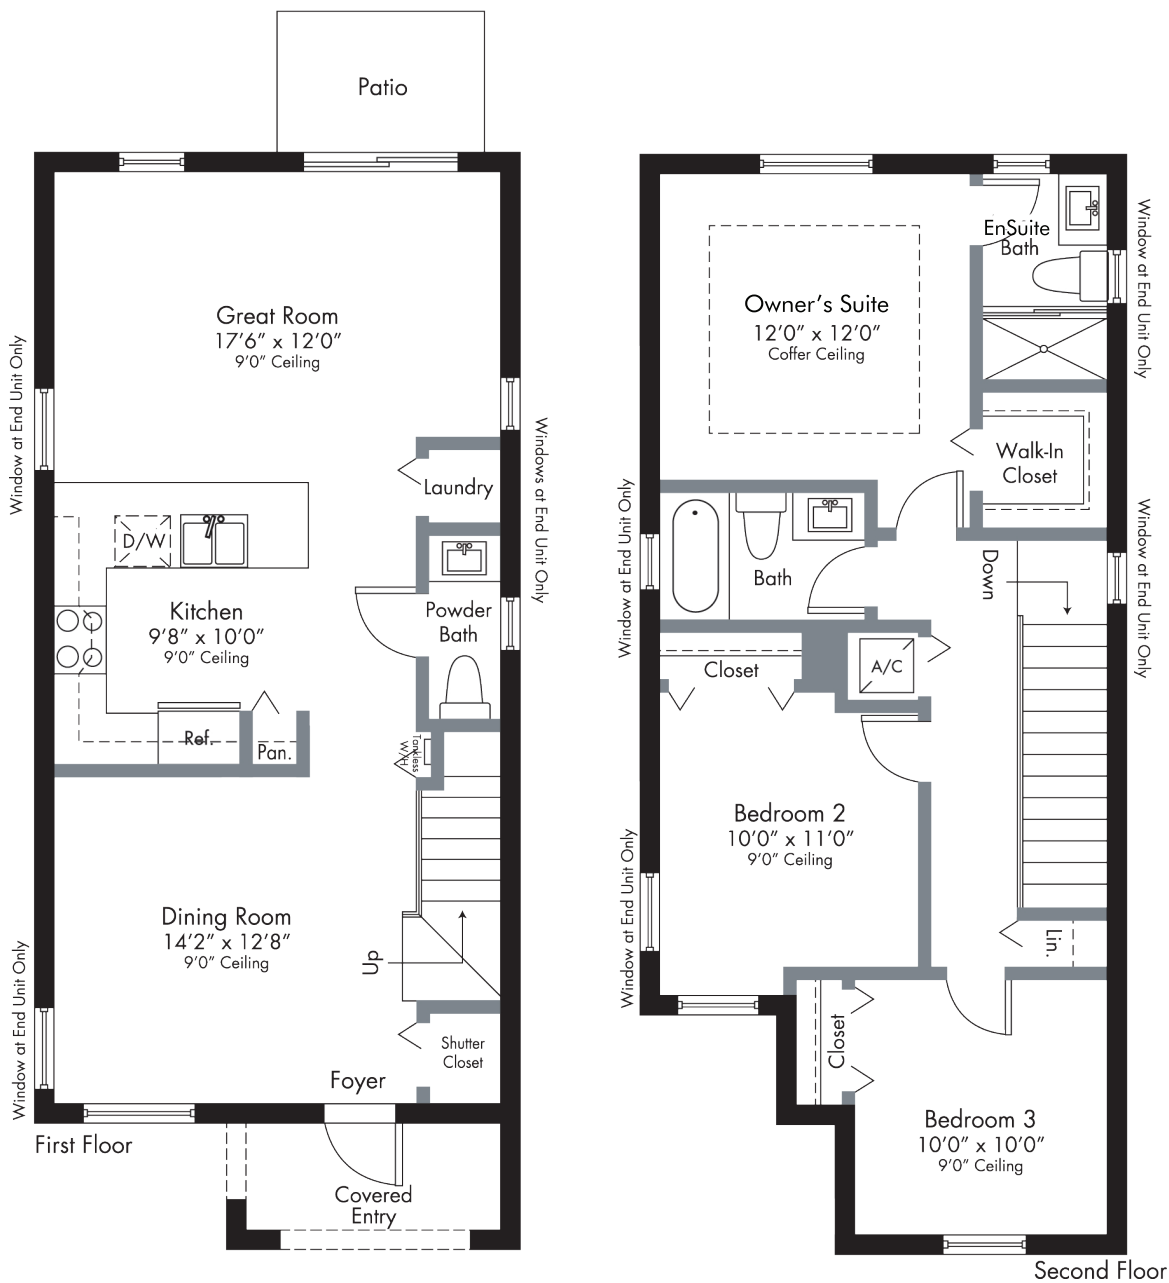 Patio
Great Room
17'6" x 12'0"
9'0" Ceiling
Window at End Unit Only
Windows at End Unit Only
Laundry
D/W
Kitchen
9'8" x 10'0"
9'0" Ceiling
Powder
Bath
Ref.
Pan.
Tankless
W/H
Dining Room
14'2" x 12'8"
9'0" Ceiling
Up
Window at End Unit Only
Shutter
Closet
Foyer
First Floor
Covered
Entry
EnSuite
Bath
Window at End Unit Only
Owner's Suite
12'0" x 12'0"
Coffer Ceiling
Walk-In
Closet
Window at End Unit Only
Bath
Down
Window at End Unit Only
Closet
A/C
Bedroom 2
10'0" x 11'0"
9'0" Ceiling
Window at End Unit Only
Lin.
Closet
Bedroom 3
10'0" x 10'0"
9'0" Ceiling
Second Floor